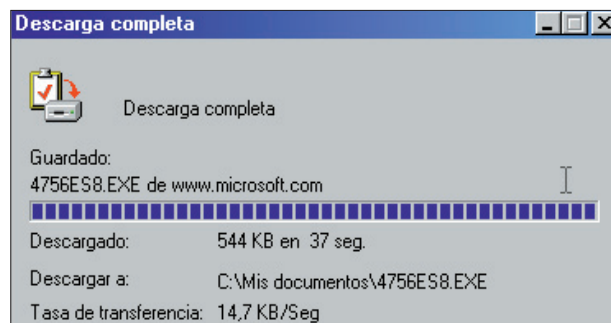 Descarga completa
Descarga completa
Guardado:
4756ES8.EXE de www.microsoft.com
Descargado: 544 KB en 37 seg.
Descargar a: C:\Mis documentos\4756ES8.EXE
Tasa de transferencia: 14,7 KB/Seg